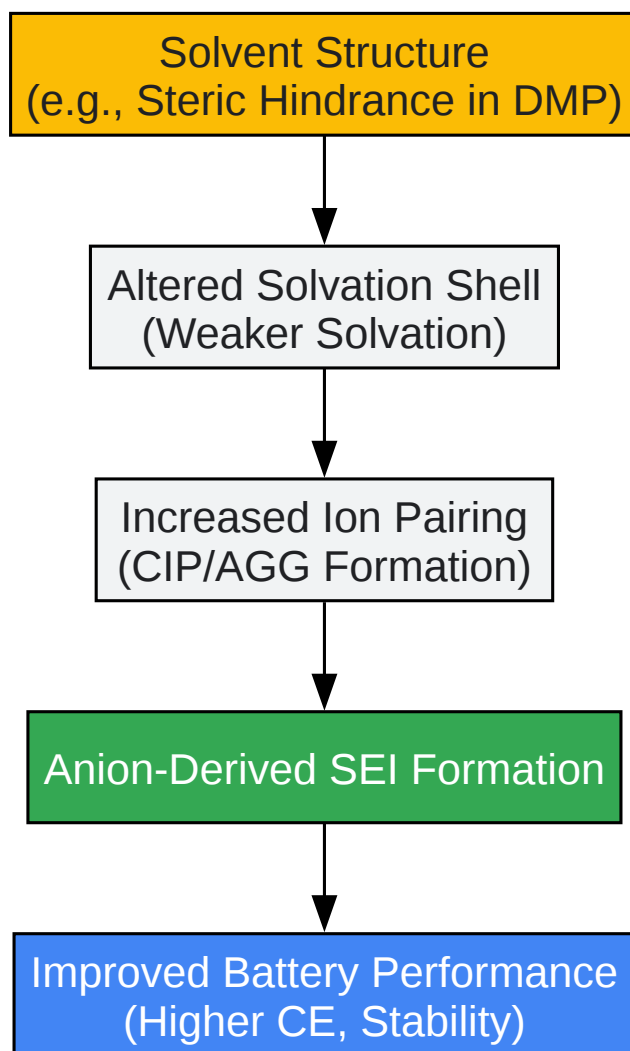 Solvent Structure
(e.g., Steric Hindrance in DMP)
Altered Solvation Shell
(Weaker Solvation)
Increased Ion Pairing
(CIP/AGG Formation)
Anion-Derived SEI Formation
Improved Battery Performance
(Higher CE, Stability)